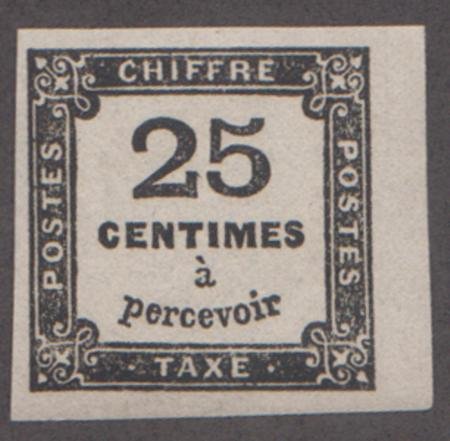 CHIFFRE
POSTES
25
CENTIMES
à
percevoir
POSTES
· TAXE ·